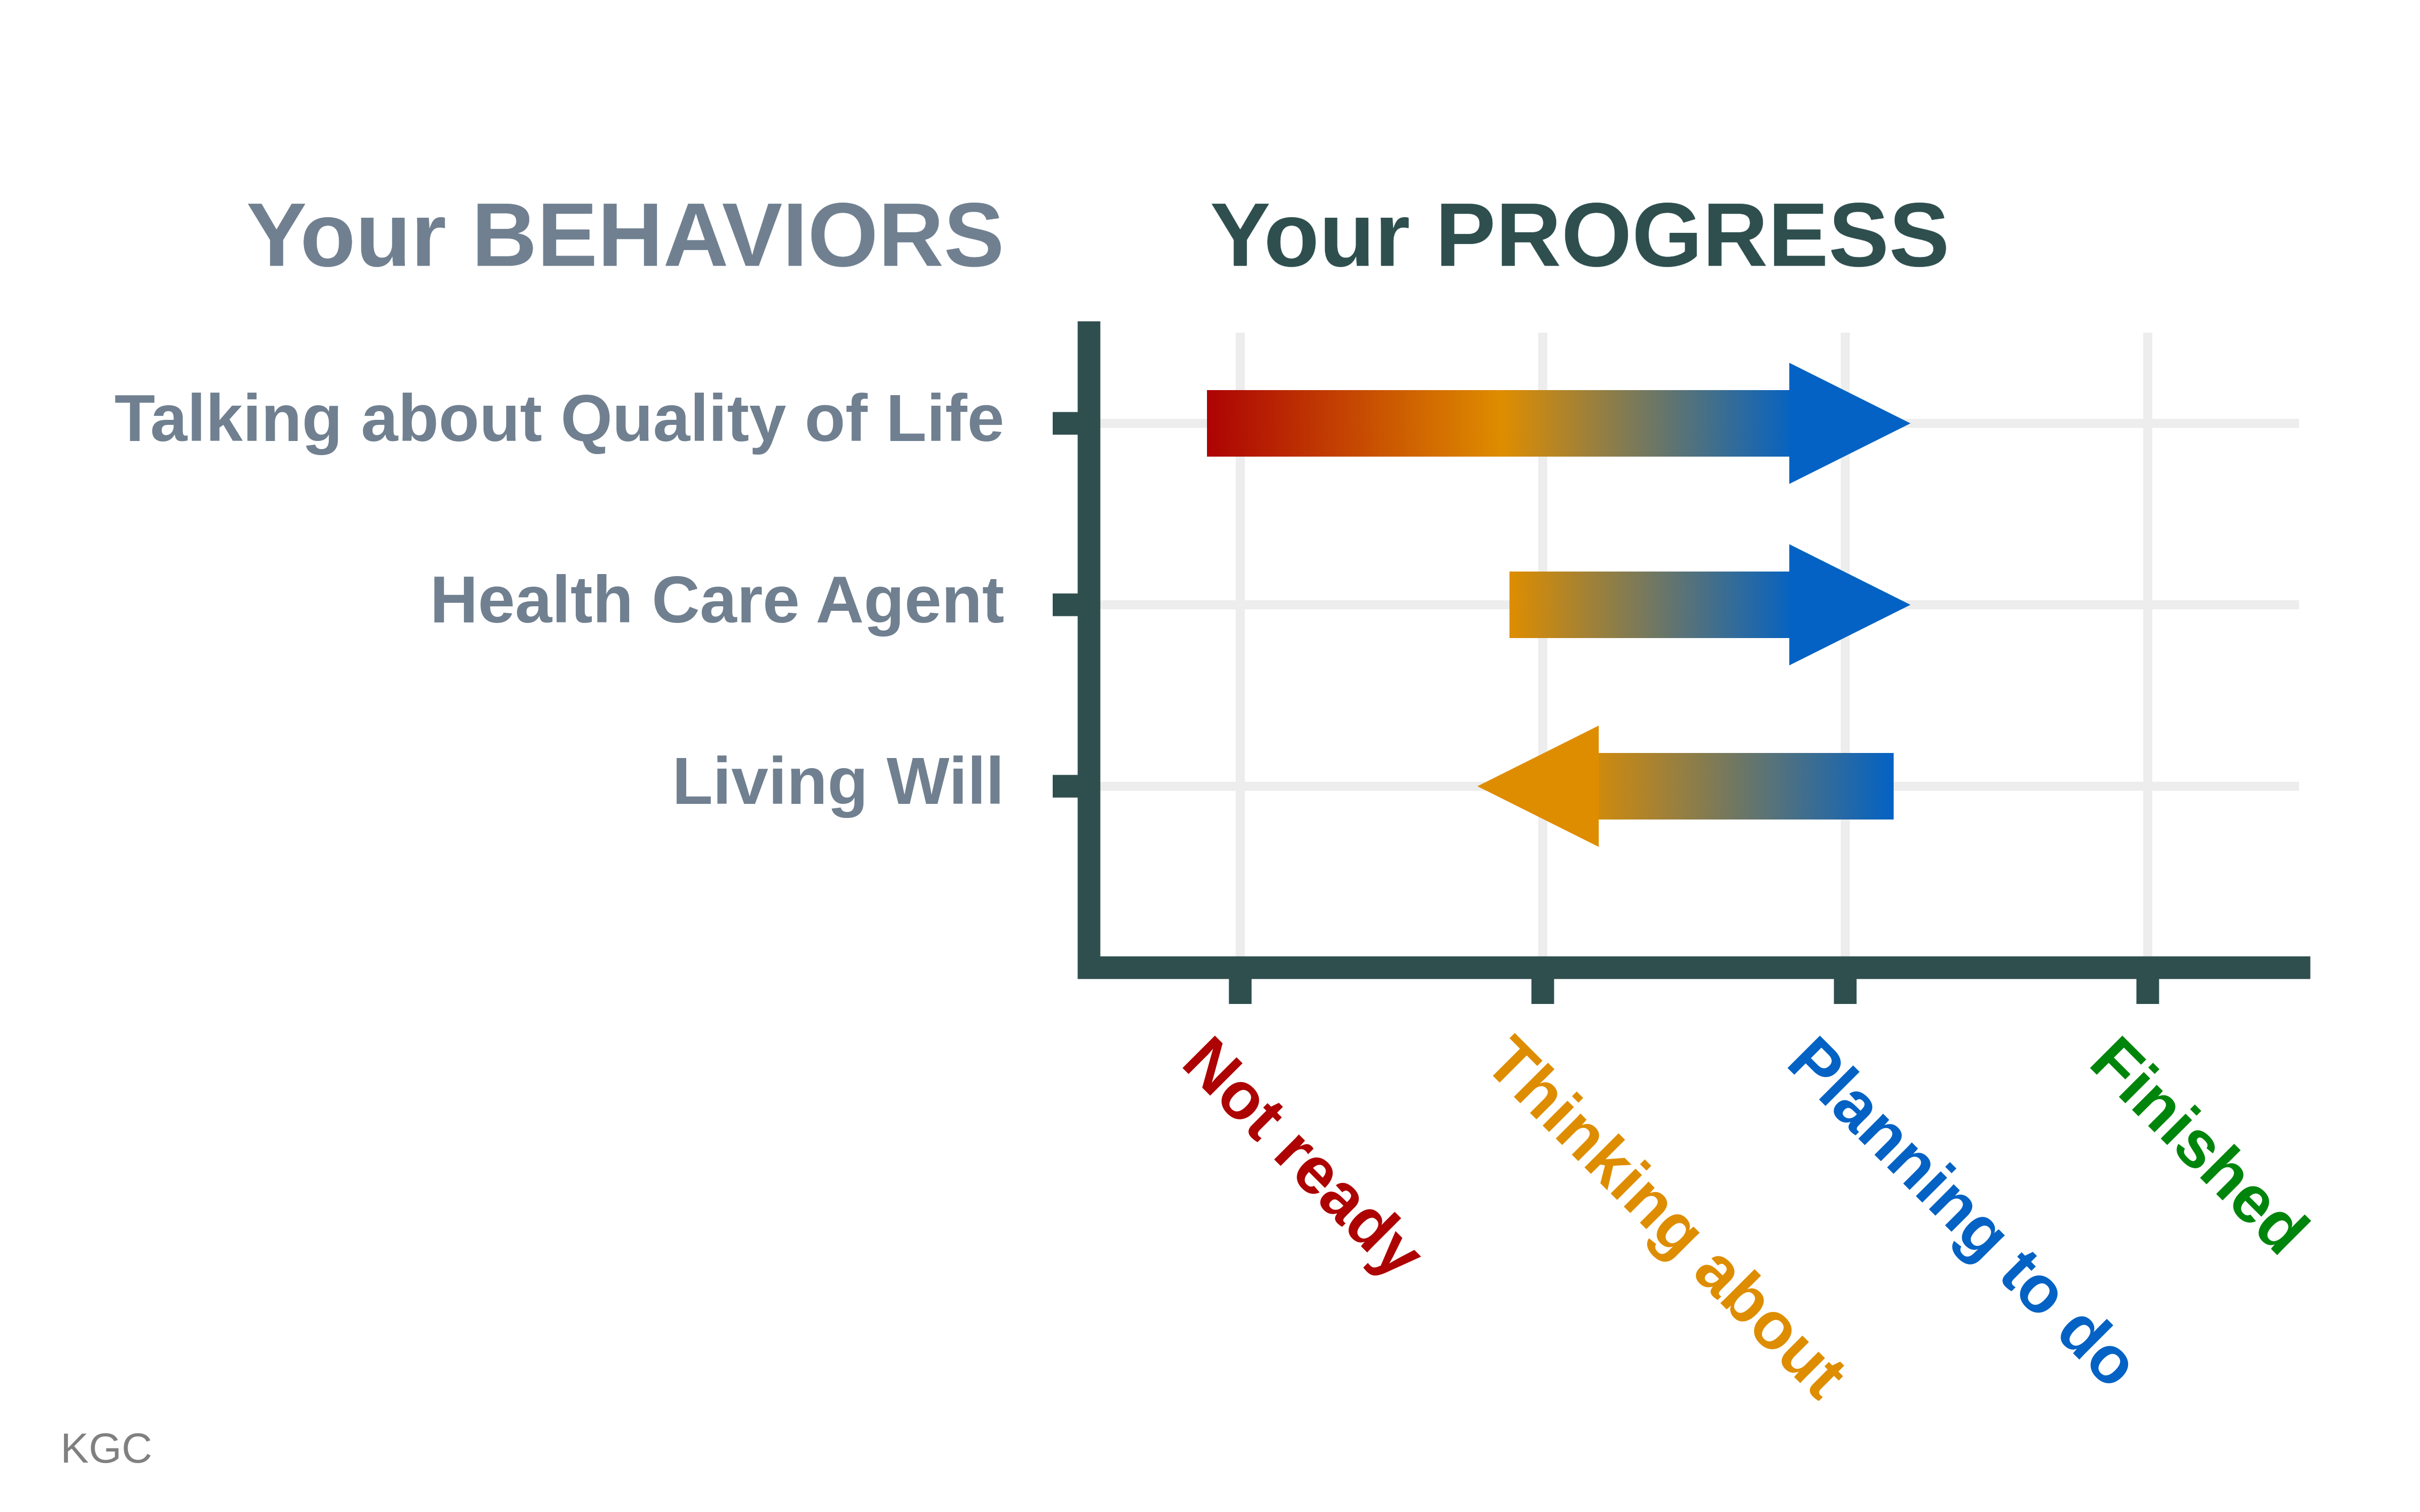 Your BEHAVIORS
Your PROGRESS
Talking about Quality of Life
Health Care Agent
Living Will
Not ready
Thinking about
Planning to do
Finished
KGC